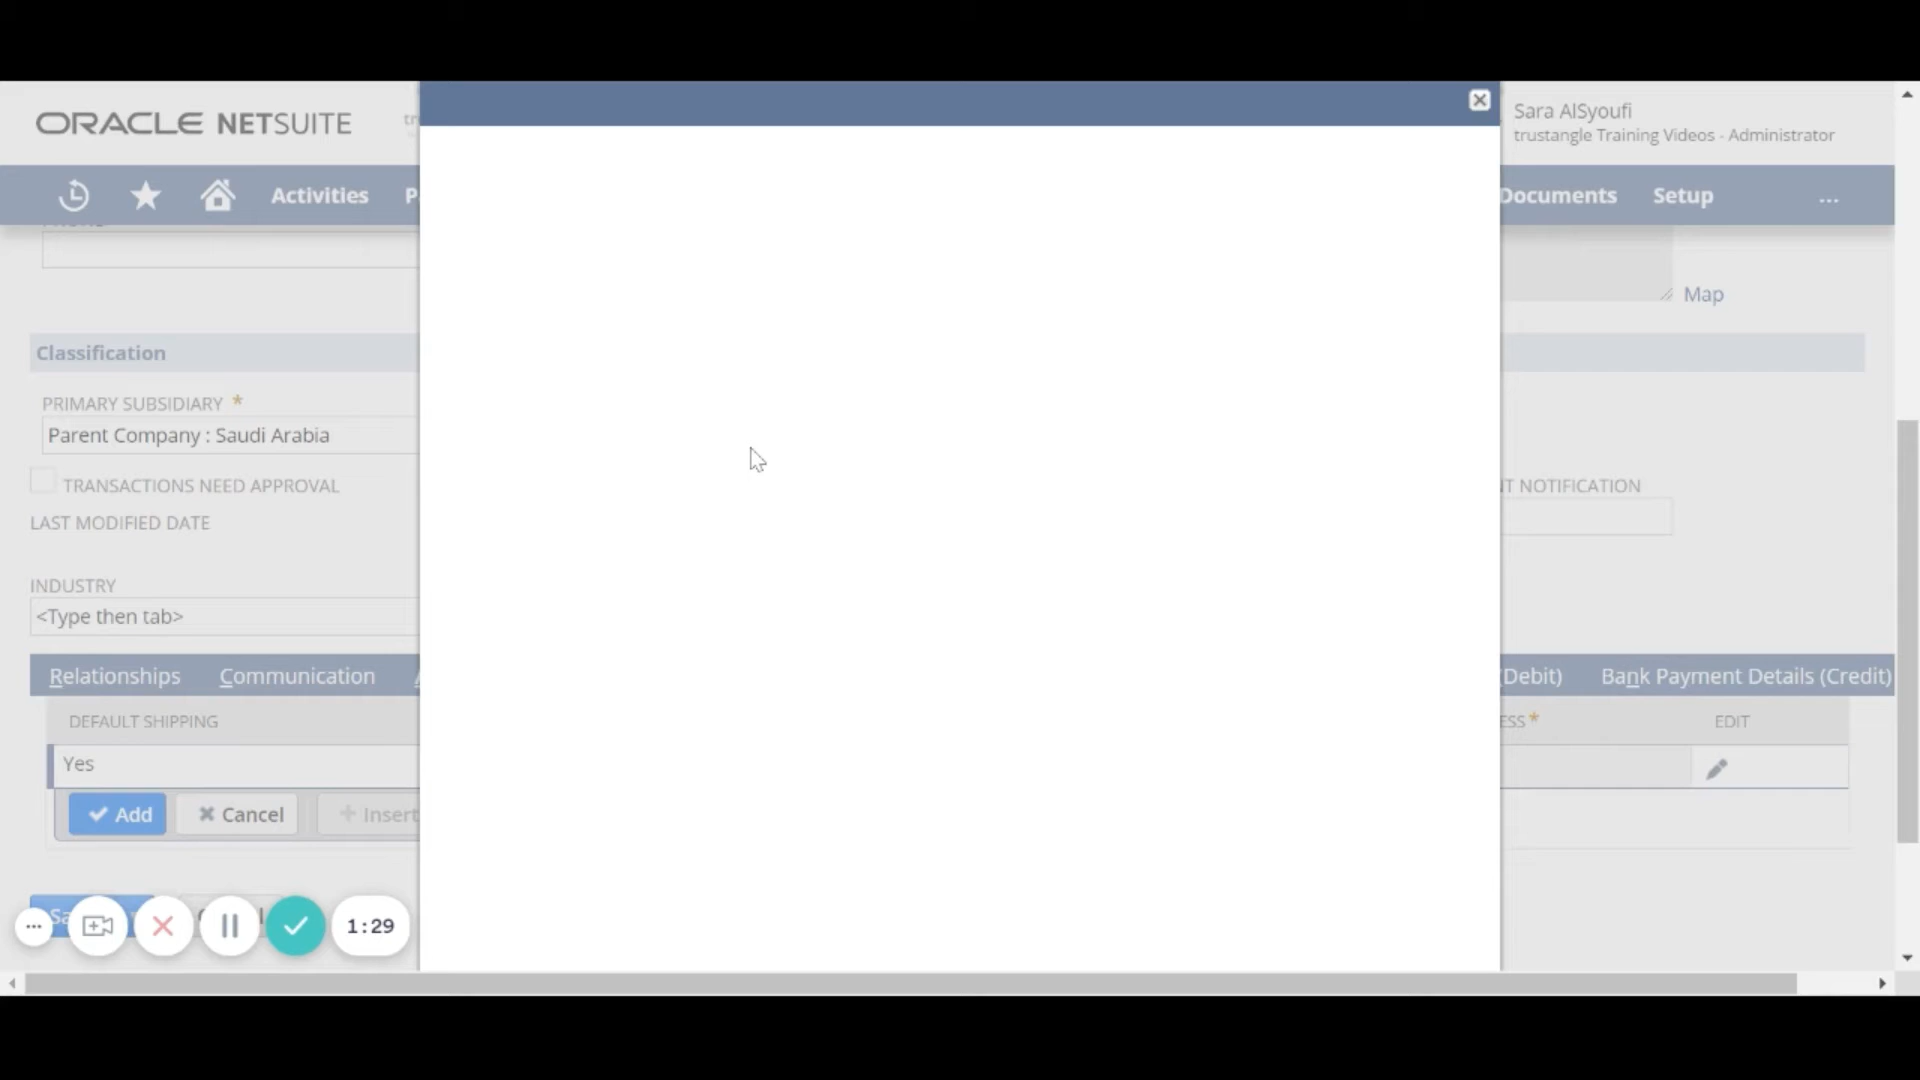 ORACLE NETSUITE
Sara AlSyoufi
trustangle Training Videos - Administrator
Activities
Documents
Setup
...
Map
Classification
PRIMARY SUBSIDIARY *
Parent Company : Saudi Arabia
TRANSACTIONS NEED APPROVAL
NOTIFICATION
LAST MODIFIED DATE
INDUSTRY
<Type then tab>
Relationships
Communication
(Debit)
Bank Payment Details (Credit)
DEFAULT SHIPPING
ESS *
EDIT
Yes
Add
Cancel
Insert
1:29